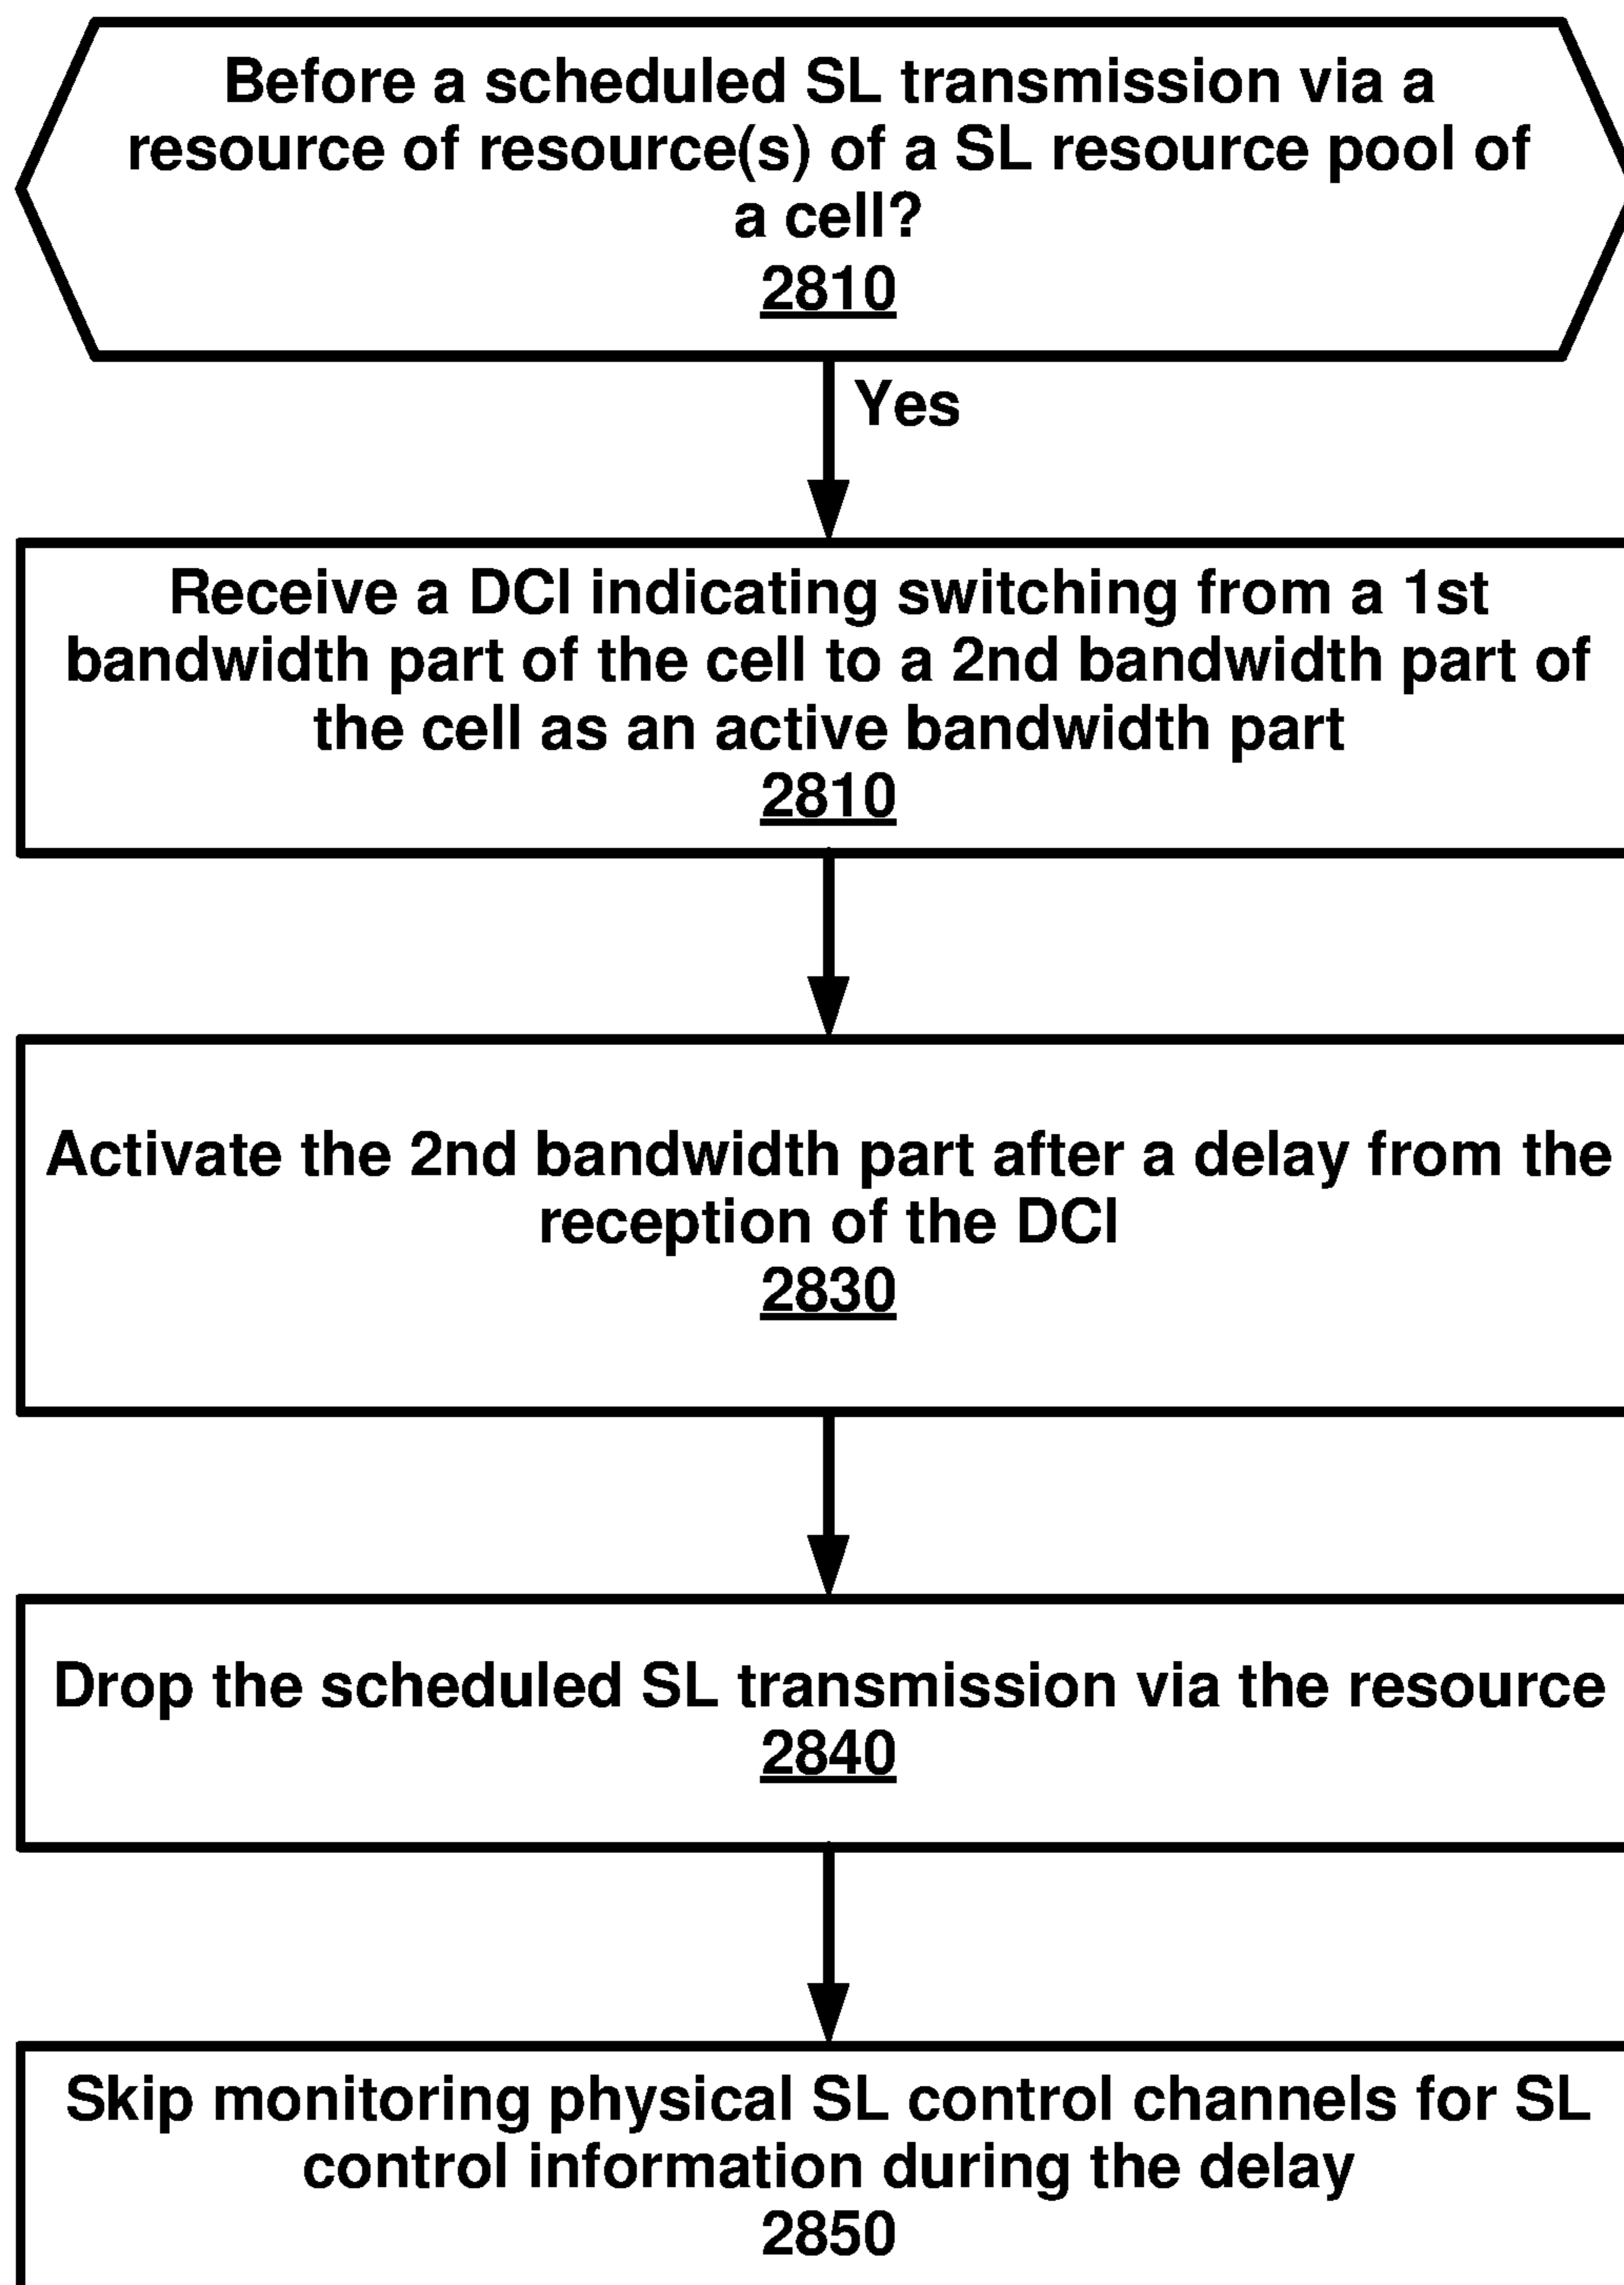 Before a scheduled SL transmission via a
resource of resource(s) of a SL resource pool of
a cell?
2810
Yes
Receive a DCI indicating switching from a 1st
bandwidth part of the cell to a 2nd bandwidth part of
the cell as an active bandwidth part
2810
Activate the 2nd bandwidth part after a delay from the
reception of the DCI
2830
Drop the scheduled SL transmission via the resource
2840
Skip monitoring physical SL control channels for SL
control information during the delay
2850